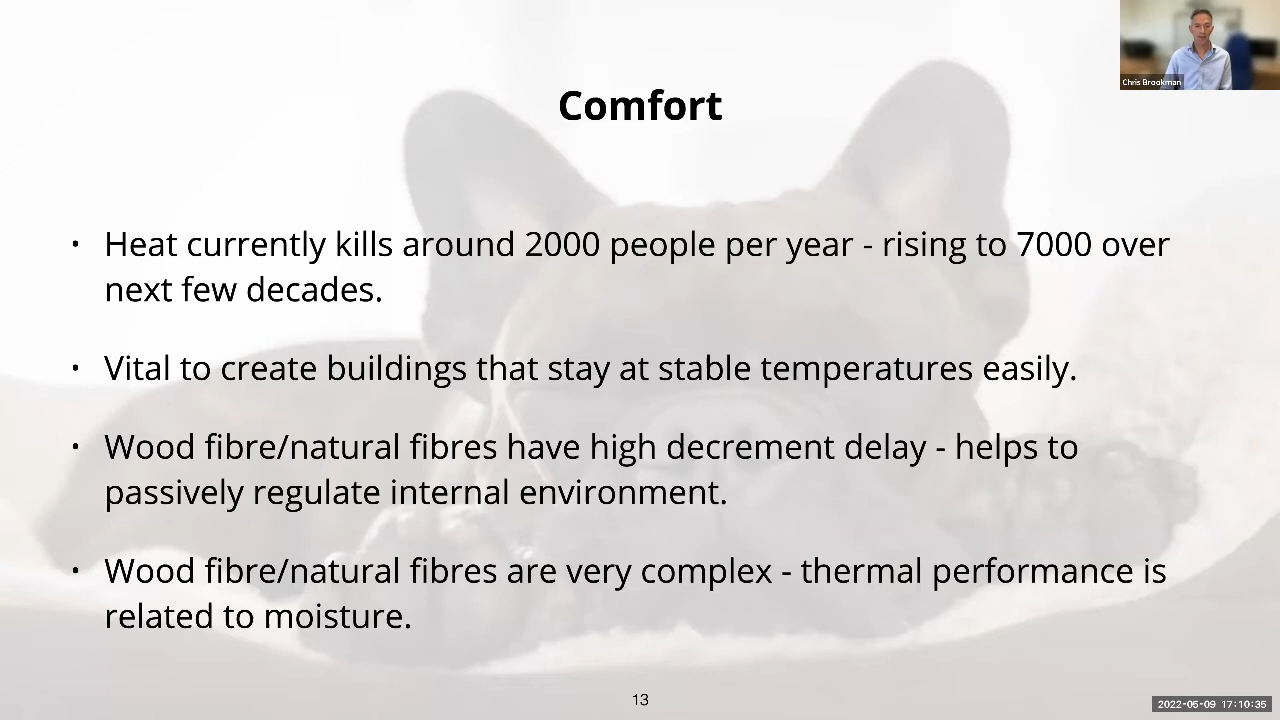 Chris Brookman
Comfort
· Heat currently kills around 2000 people per year - rising to 7000 over
next few decades.
· Vital to create buildings that stay at stable temperatures easily.
· Wood fibre/natural fibres have high decrement delay - helps to
passively regulate internal environment.
· Wood fibre/natural fibres are very complex - thermal performance is
related to moisture.
13
2022-05-09 17:10:35